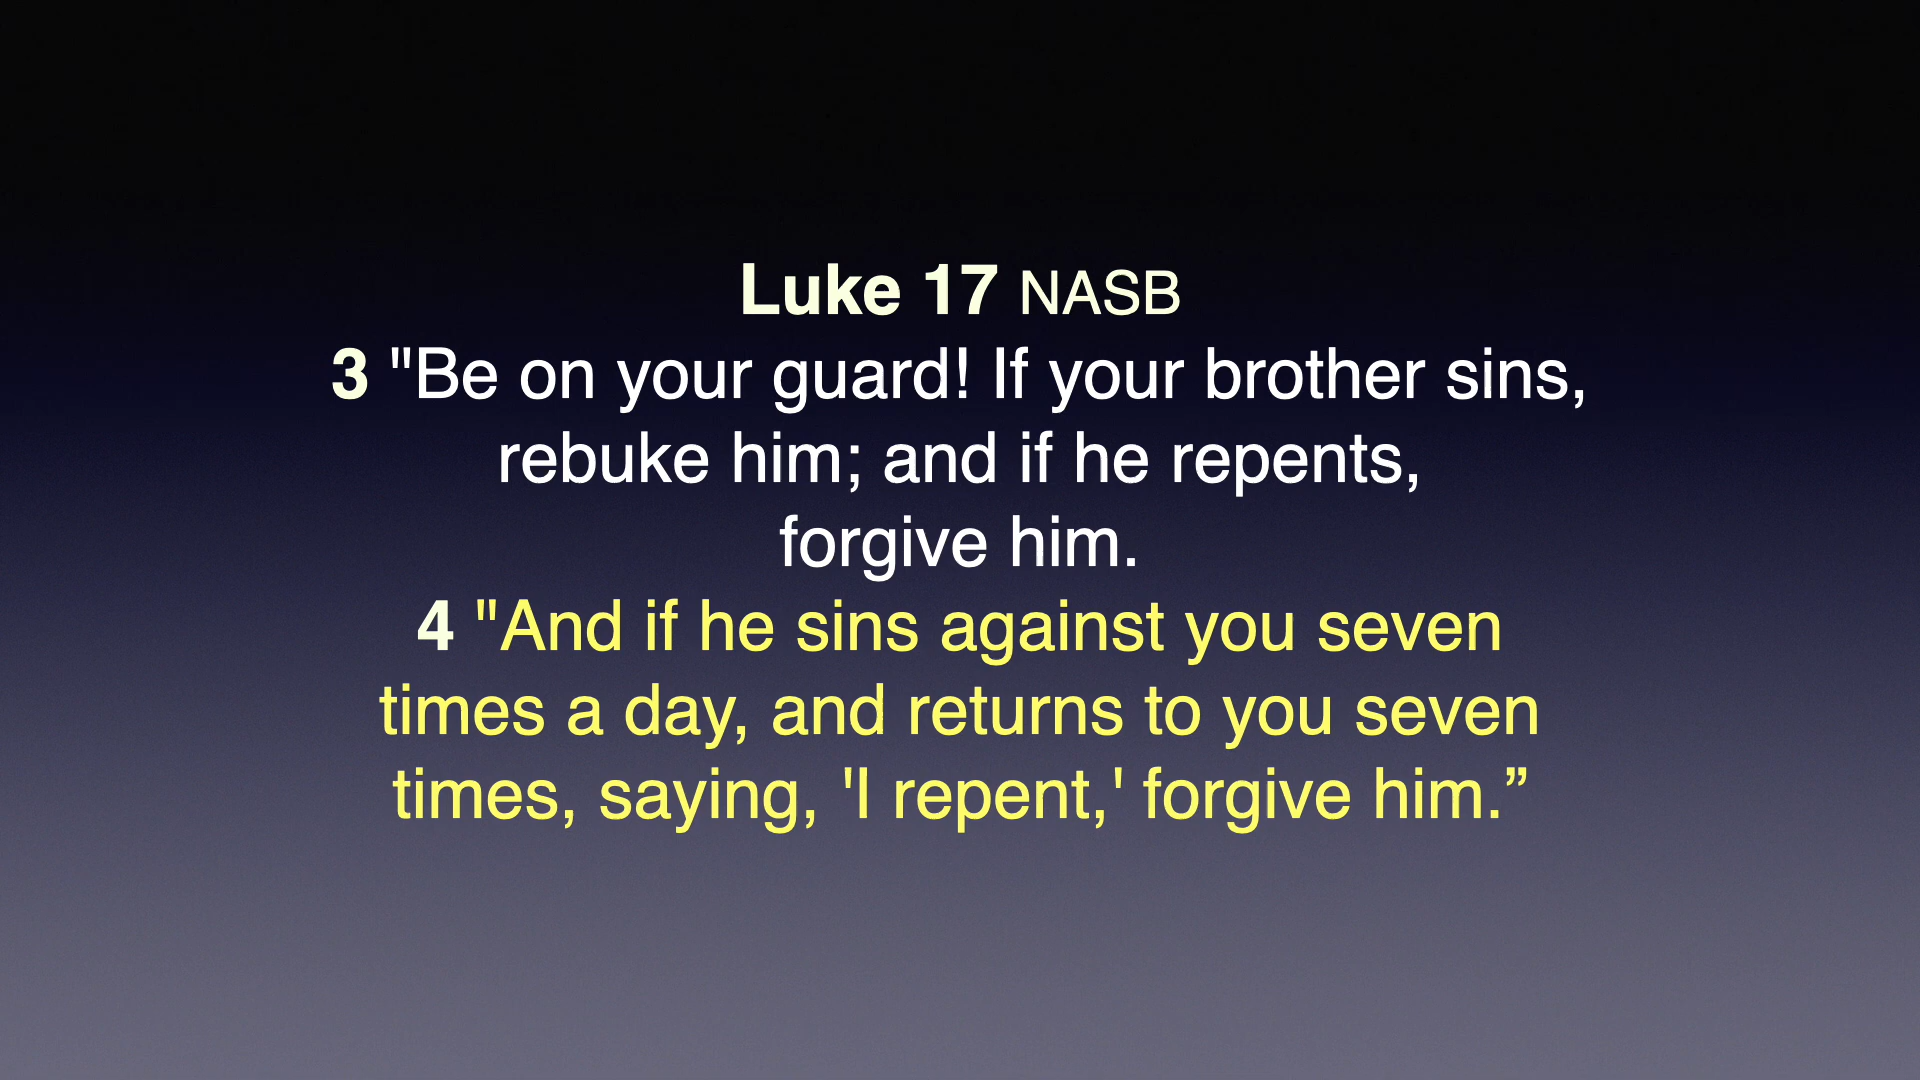 Luke 17 NASB
3 "Be on your guard! If your brother sins,
rebuke him; and if he repents,
forgive him.
4 "And if he sins against you seven
times a day, and returns to you seven
times, saying, 'I repent,' forgive him.”